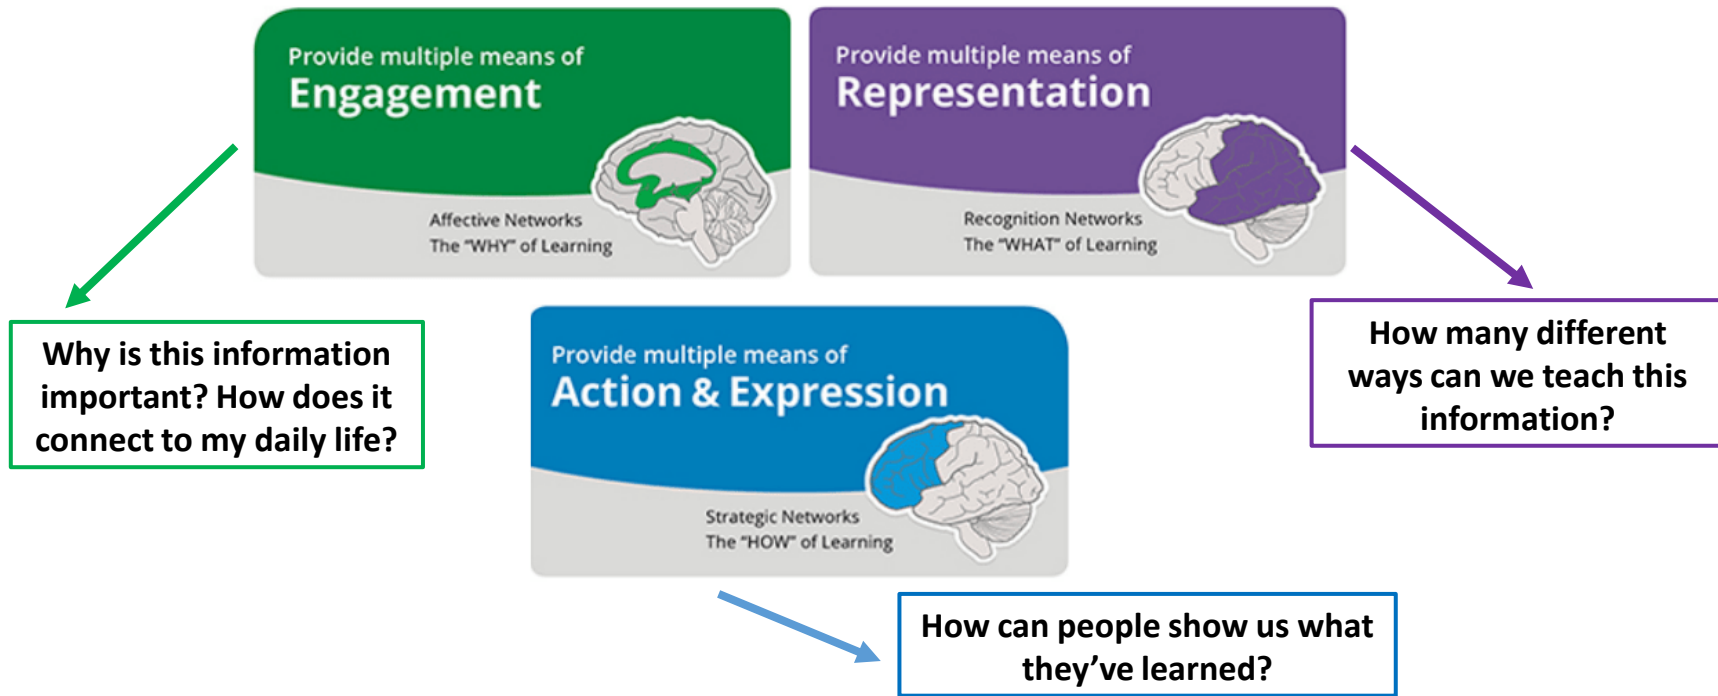 Provide multiple means of
Engagement
Affective Networks
The "WHY" of Learning
Provide multiple means of
Representation
Recognition Networks
The "WHAT" of Learning
Why is this information
important? How does it
connect to my daily life?
How many different
ways can we teach this
information?
Provide multiple means of
Action & Expression
Strategic Networks
The "HOW" of Learning
How can people show us what
they've learned?